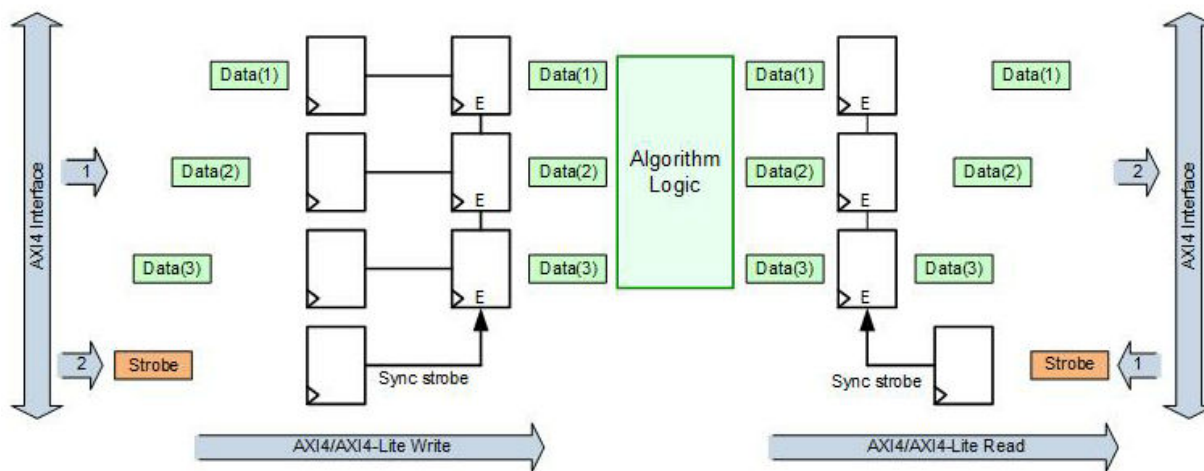 Data(1)
E
Data(1)
Data(1)
E
Data(1)
AXI4 Interface
1
Data(2)
E
Data(2)
Algorithm
Logic
Data(2)
E
Data(2)
2
AXI4 Interface
Data(3)
E
Data(3)
Data(3)
E
Data(3)
2
Strobe
Sync strobe
Sync strobe
Strobe
1
AXI4/AXI4-Lite Write
AXI4/AXI4-Lite Read